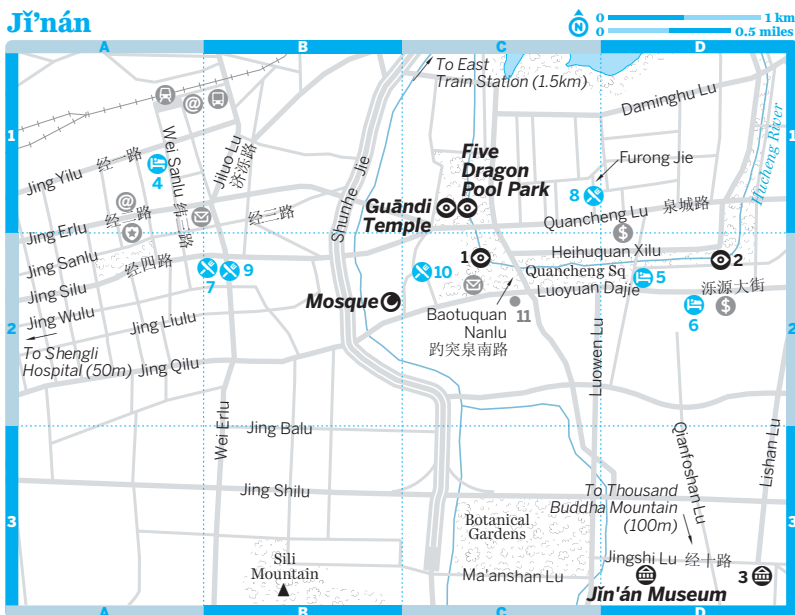 Jǐ'nán
0 1 km
0 0.5 miles
N
A B C D
To East
Train Station (1.5km)
Daminghu Lu
1
1
@
Wei Sanlu 纬三路
Jiluo Lu
济泺路
Five
Dragon
Pool Park
Furong Jie
Hucheng River
Jing Yilu 经一路
4
8
Guāndì
Temple
@
Jing Erlu 经二路
经三路
Shunhe Jie
Quancheng Lu 泉城路
$
Heihuquan Xilu
Jing Sanlu
经四路
1
2
10
Quancheng Sq
5
7
9
Jing Silu
Luoyuan Dajie 泺源大街
Mosque
6
$
2
2
Jing Wulu
Jing Liulu
Baotuquan
Nanlu
趵突泉南路
11
To Shengli
Hospital (50m)
Jing Qilu
Luowen Lu
Wei Erlu
Jing Balu
Qianfoshan Lu
Lishan Lu
Jing Shilu
To Thousand
Buddha Mountain
(100m)
3
3
Botanical
Gardens
Sili
Mountain
Jingshi Lu 经十路
Ma'anshan Lu
3
Jǐn'án Museum
A B C D